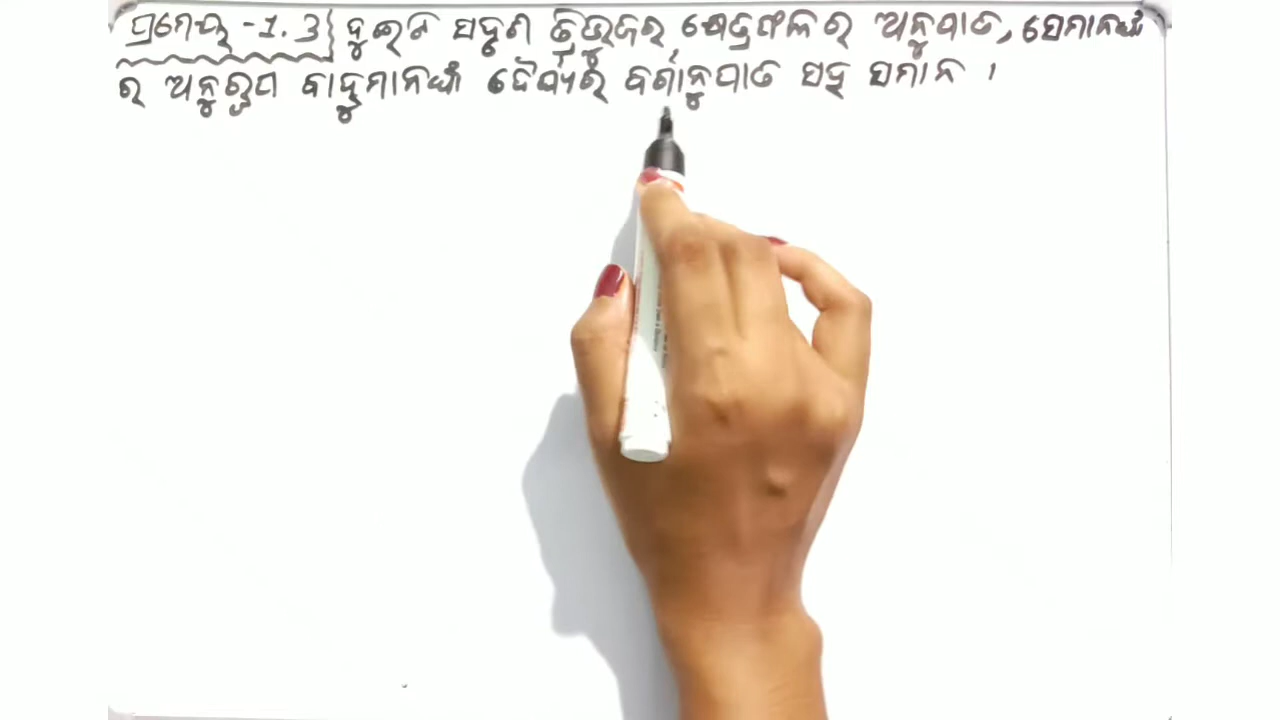 ପ୍ରମେୟ -1.3} ଦୁଇଟି ସଦୃଶ ତ୍ରିଭୁଜର କ୍ଷେତ୍ରଫଳର ଅନୁପାତ, ସେମାନଙ୍କ
ର ଅନୁରୂପ ବାହୁମାନଙ୍କ ଦୈର୍ଘ୍ୟର ବର୍ଗାନୁପାତ ସହ ସମାନ ।